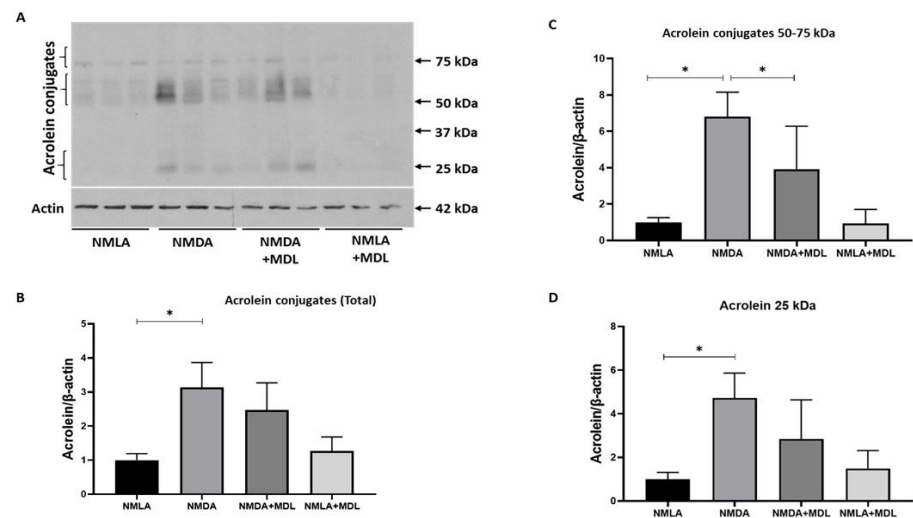 A
Acrolein conjugates
75 kDa
50 kDa
37 kDa
25 kDa
Actin
42 kDa
NMLA
NMDA
NMDA
+MDL
NMLA
+MDL
B
Acrolein conjugates (Total)
*
Acrolein/β-actin
5
4
3
2
1
0
NMLA
NMDA
NMDA+MDL
NMLA+MDL
C
Acrolein conjugates 50-75 kDa
*
*
Acrolein/β-actin
10
8
6
4
2
0
NMLA
NMDA
NMDA+MDL
NMLA+MDL
D
Acrolein 25 kDa
*
Acrolein/β-actin
8
6
4
2
0
NMLA
NMDA
NMDA+MDL
NMLA+MDL